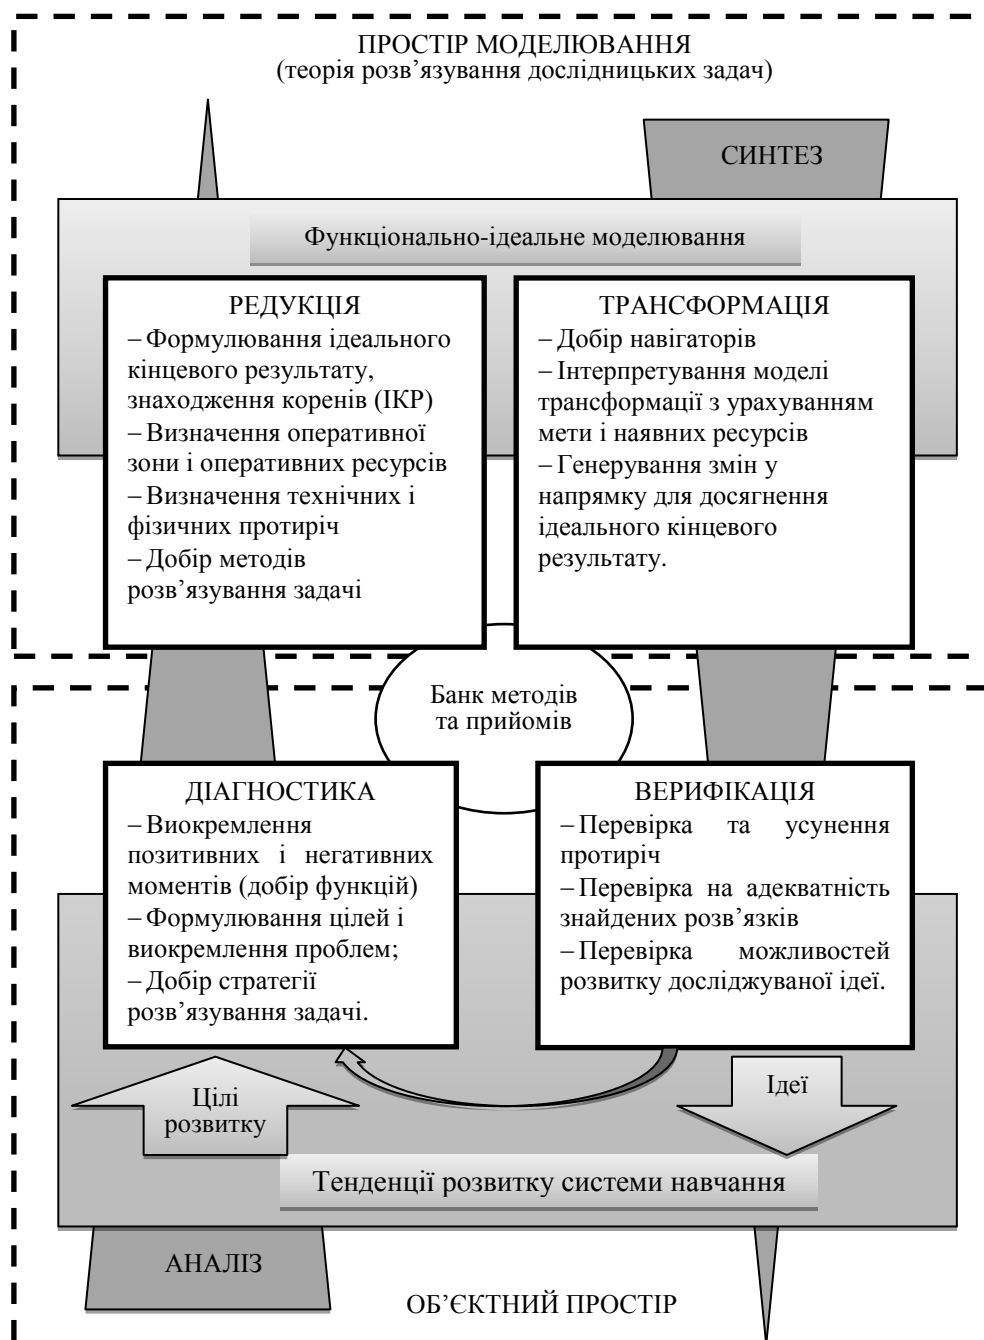 ПРОСТІР МОДЕЛЮВАННЯ
(теорія розв’язування дослідницьких задач)
СИНТЕЗ
Функціонально-ідеальне моделювання
РЕДУКЦІЯ
– Формулювання ідеального
кінцевого результату,
знаходження коренів (ІКР)
– Визначення оперативної
зони і оперативних ресурсів
– Визначення технічних і
фізичних протиріч
– Добір методів
розв’язування задачі
ТРАНСФОРМАЦІЯ
– Добір навігаторів
– Інтерпретування моделі
трансформації з урахуванням
мети і наявних ресурсів
– Генерування змін у
напрямку для досягнення
ідеального кінцевого
результату.
Банк методів
та прийомів
ДІАГНОСТИКА
– Виокремлення
позитивних і негативних
моментів (добір функцій)
– Формулювання цілей і
виокремлення проблем;
– Добір стратегії
розв’язування задачі.
ВЕРИФІКАЦІЯ
– Перевірка та усунення
протиріч
– Перевірка на адекватність
знайдених розв’язків
– Перевірка можливостей
розвитку досліджуваної ідеї.
Цілі
розвитку
Ідеї
Тенденції розвитку системи навчання
АНАЛІЗ
ОБ’ЄКТНИЙ ПРОСТІР